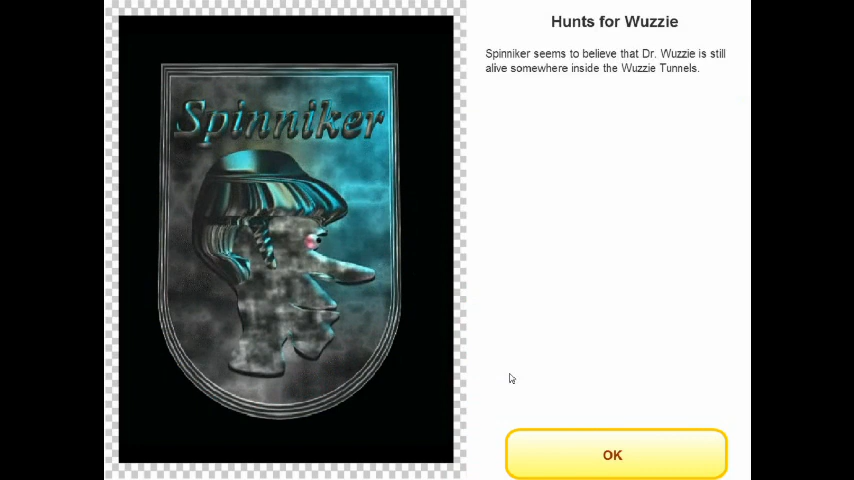 Spinniker
Hunts for Wuzzie
Spinniker seems to believe that Dr. Wuzzie is still
alive somewhere inside the Wuzzie Tunnels.
OK